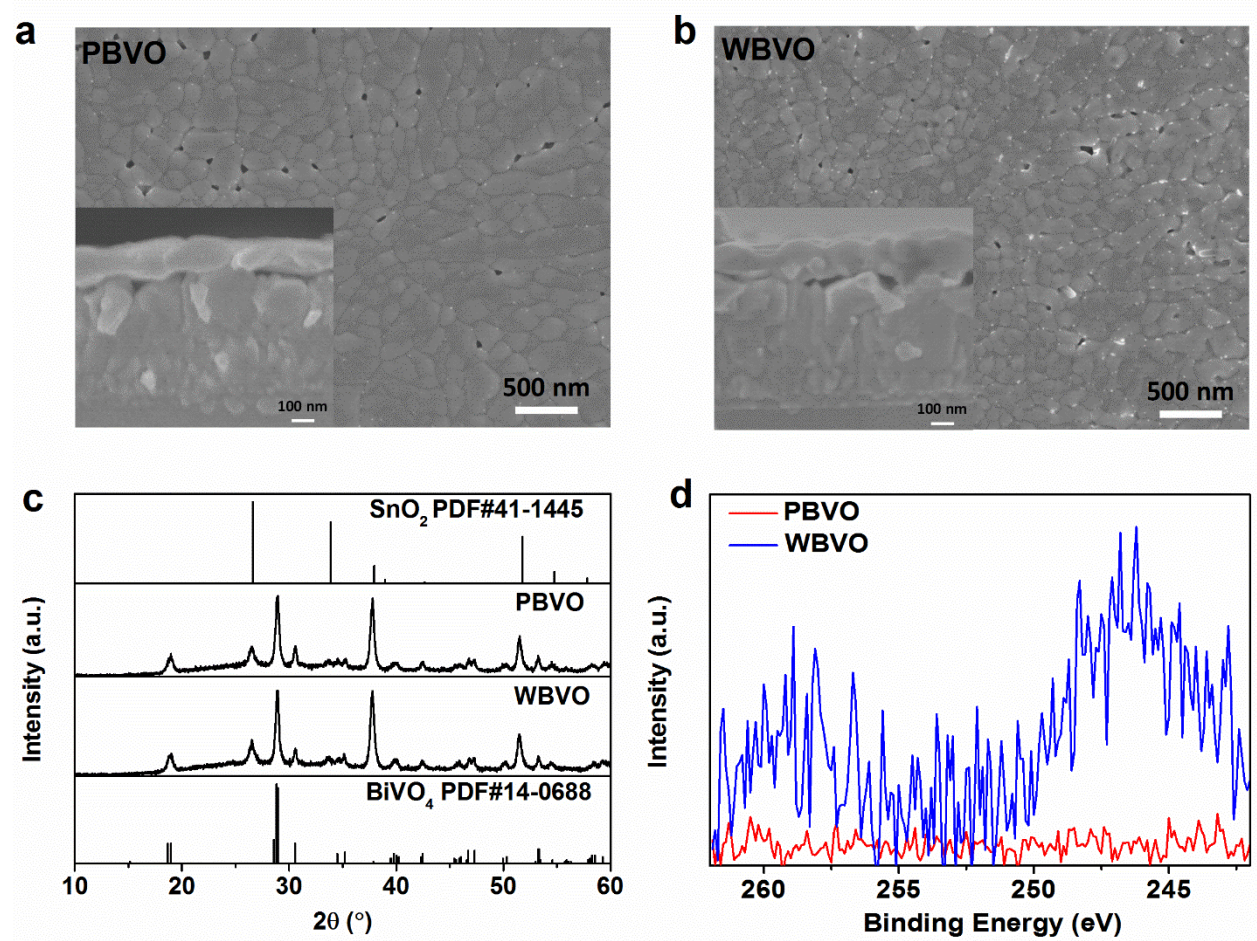 a
PBVO
500 nm
100 nm
b
WBVO
500 nm
100 nm
c
SnO2 PDF#41-1445
PBVO
WBVO
BiVO4 PDF#14-0688
Intensity (a.u.)
10 20 30 40 50 60
2θ (°)
d
PBVO
WBVO
Intensity (a.u.)
260 255 250 245
Binding Energy (eV)